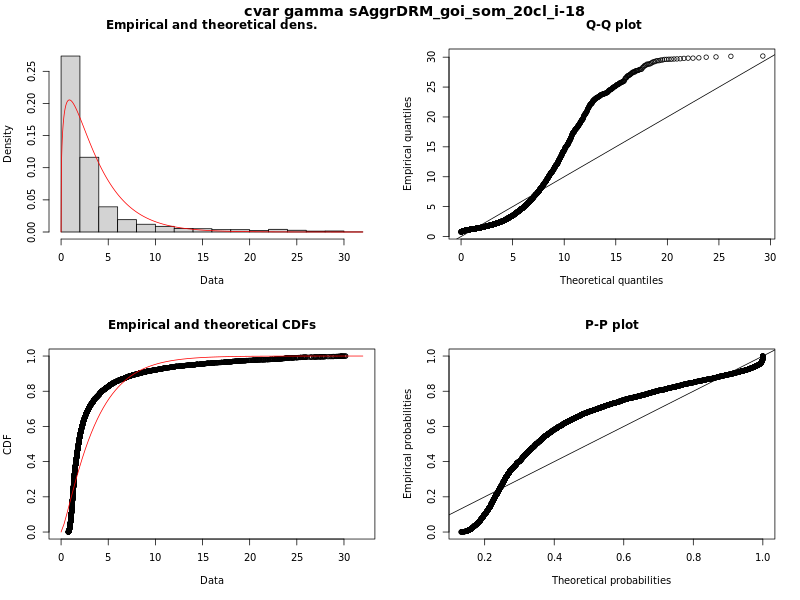 cvar gamma sAggrDRM_goi_som_20cl_i-18
Empirical and theoretical dens.
Density
0.00 0.05 0.10 0.15 0.20 0.25
0 5 10 15 20 25 30
Data
Q-Q plot
Empirical quantiles
0 5 10 15 20 25 30
0 5 10 15 20 25 30
Theoretical quantiles
Empirical and theoretical CDFs
CDF
0.0 0.2 0.4 0.6 0.8 1.0
0 5 10 15 20 25 30
Data
P-P plot
Empirical probabilities
0.0 0.2 0.4 0.6 0.8 1.0
0.2 0.4 0.6 0.8 1.0
Theoretical probabilities